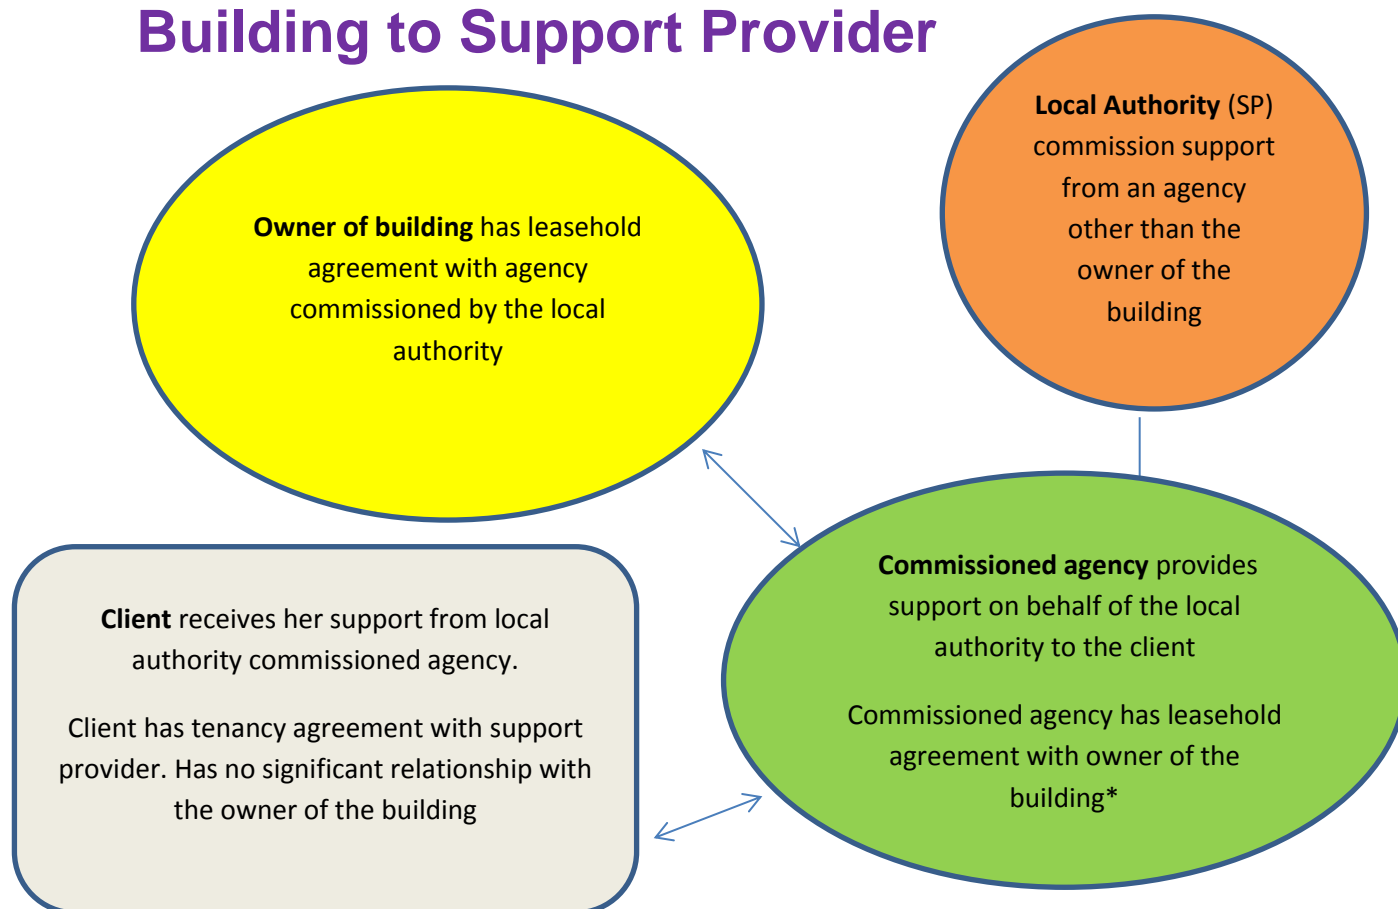 Building to Support Provider
Local Authority (SP)
commission support
from an agency
other than the
owner of the
building
Owner of building has leasehold
agreement with agency
commissioned by the local
authority
Commissioned agency provides
support on behalf of the local
authority to the client
Commissioned agency has leasehold
agreement with owner of the
building*
Client receives her support from local
authority commissioned agency.
Client has tenancy agreement with support
provider. Has no significant relationship with
the owner of the building